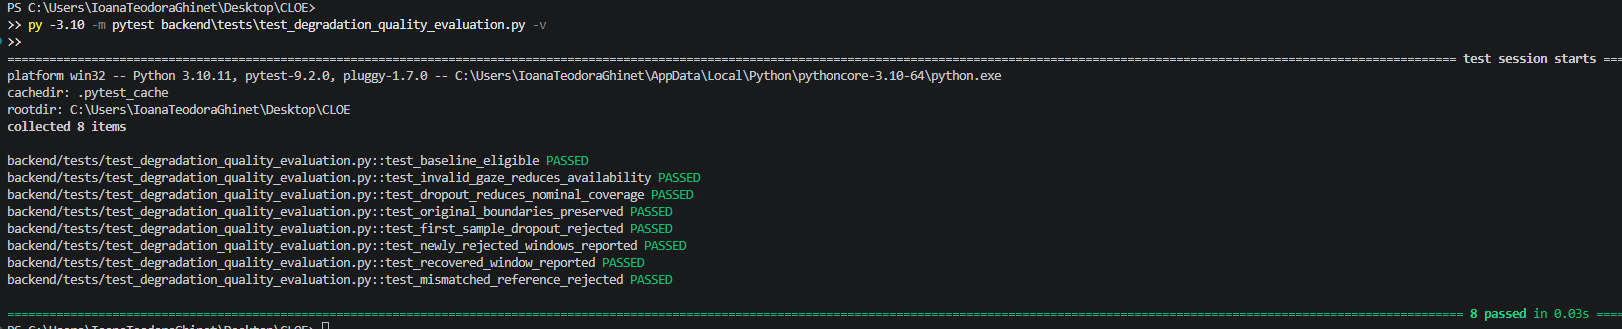 PS C:\Users\IoanaTeodoraGhinet\Desktop\CLOE>
>> py -3.10 -m pytest backend\tests\test_degradation_quality_evaluation.py -v
>>
=============== test session starts ===
platform win32 -- Python 3.10.11, pytest-9.2.0, pluggy-1.7.0 -- C:\Users\IoanaTeodoraGhinet\AppData\Local\Python\pythoncore-3.10-64\python.exe
cachedir: .pytest_cache
rootdir: C:\Users\IoanaTeodoraGhinet\Desktop\CLOE
collected 8 items
backend/tests/test_degradation_quality_evaluation.py::test_baseline_eligible PASSED
backend/tests/test_degradation_quality_evaluation.py::test_invalid_gaze_reduces_availability PASSED
backend/tests/test_degradation_quality_evaluation.py::test_dropout_reduces_nominal_coverage PASSED
backend/tests/test_degradation_quality_evaluation.py::test_original_boundaries_preserved PASSED
backend/tests/test_degradation_quality_evaluation.py::test_first_sample_dropout_rejected PASSED
backend/tests/test_degradation_quality_evaluation.py::test_newly_rejected_windows_reported PASSED
backend/tests/test_degradation_quality_evaluation.py::test_recovered_window_reported PASSED
backend/tests/test_degradation_quality_evaluation.py::test_mismatched_reference_rejected PASSED
=============== 8 passed in 0.03s ====
PS C:\Users\IoanaTeodoraGhinet\Desktop\CLOE>